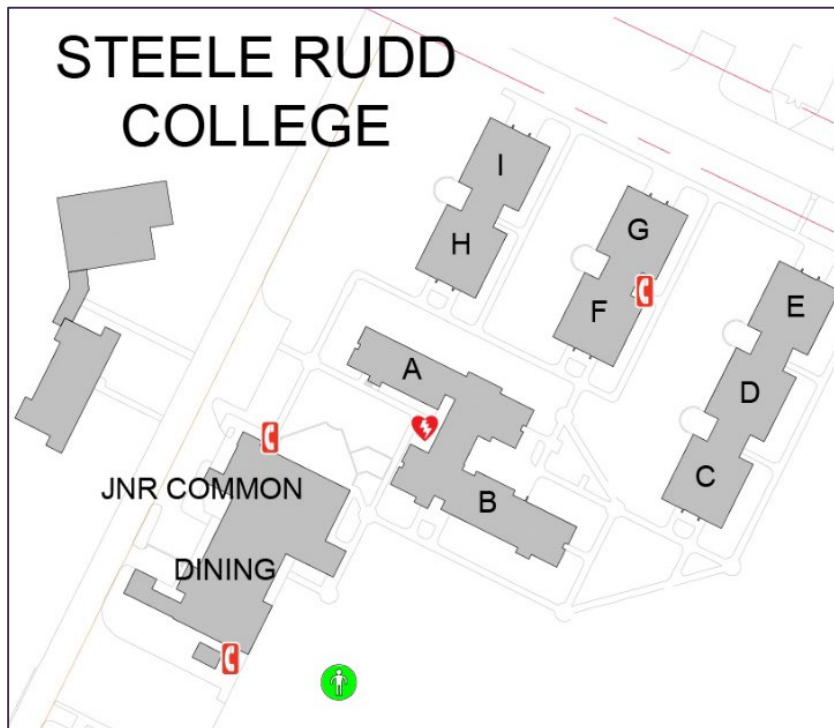 STEELE RUDD
COLLEGE
I
H
G
F
E
D
C
A
B
JNR COMMON
DINING